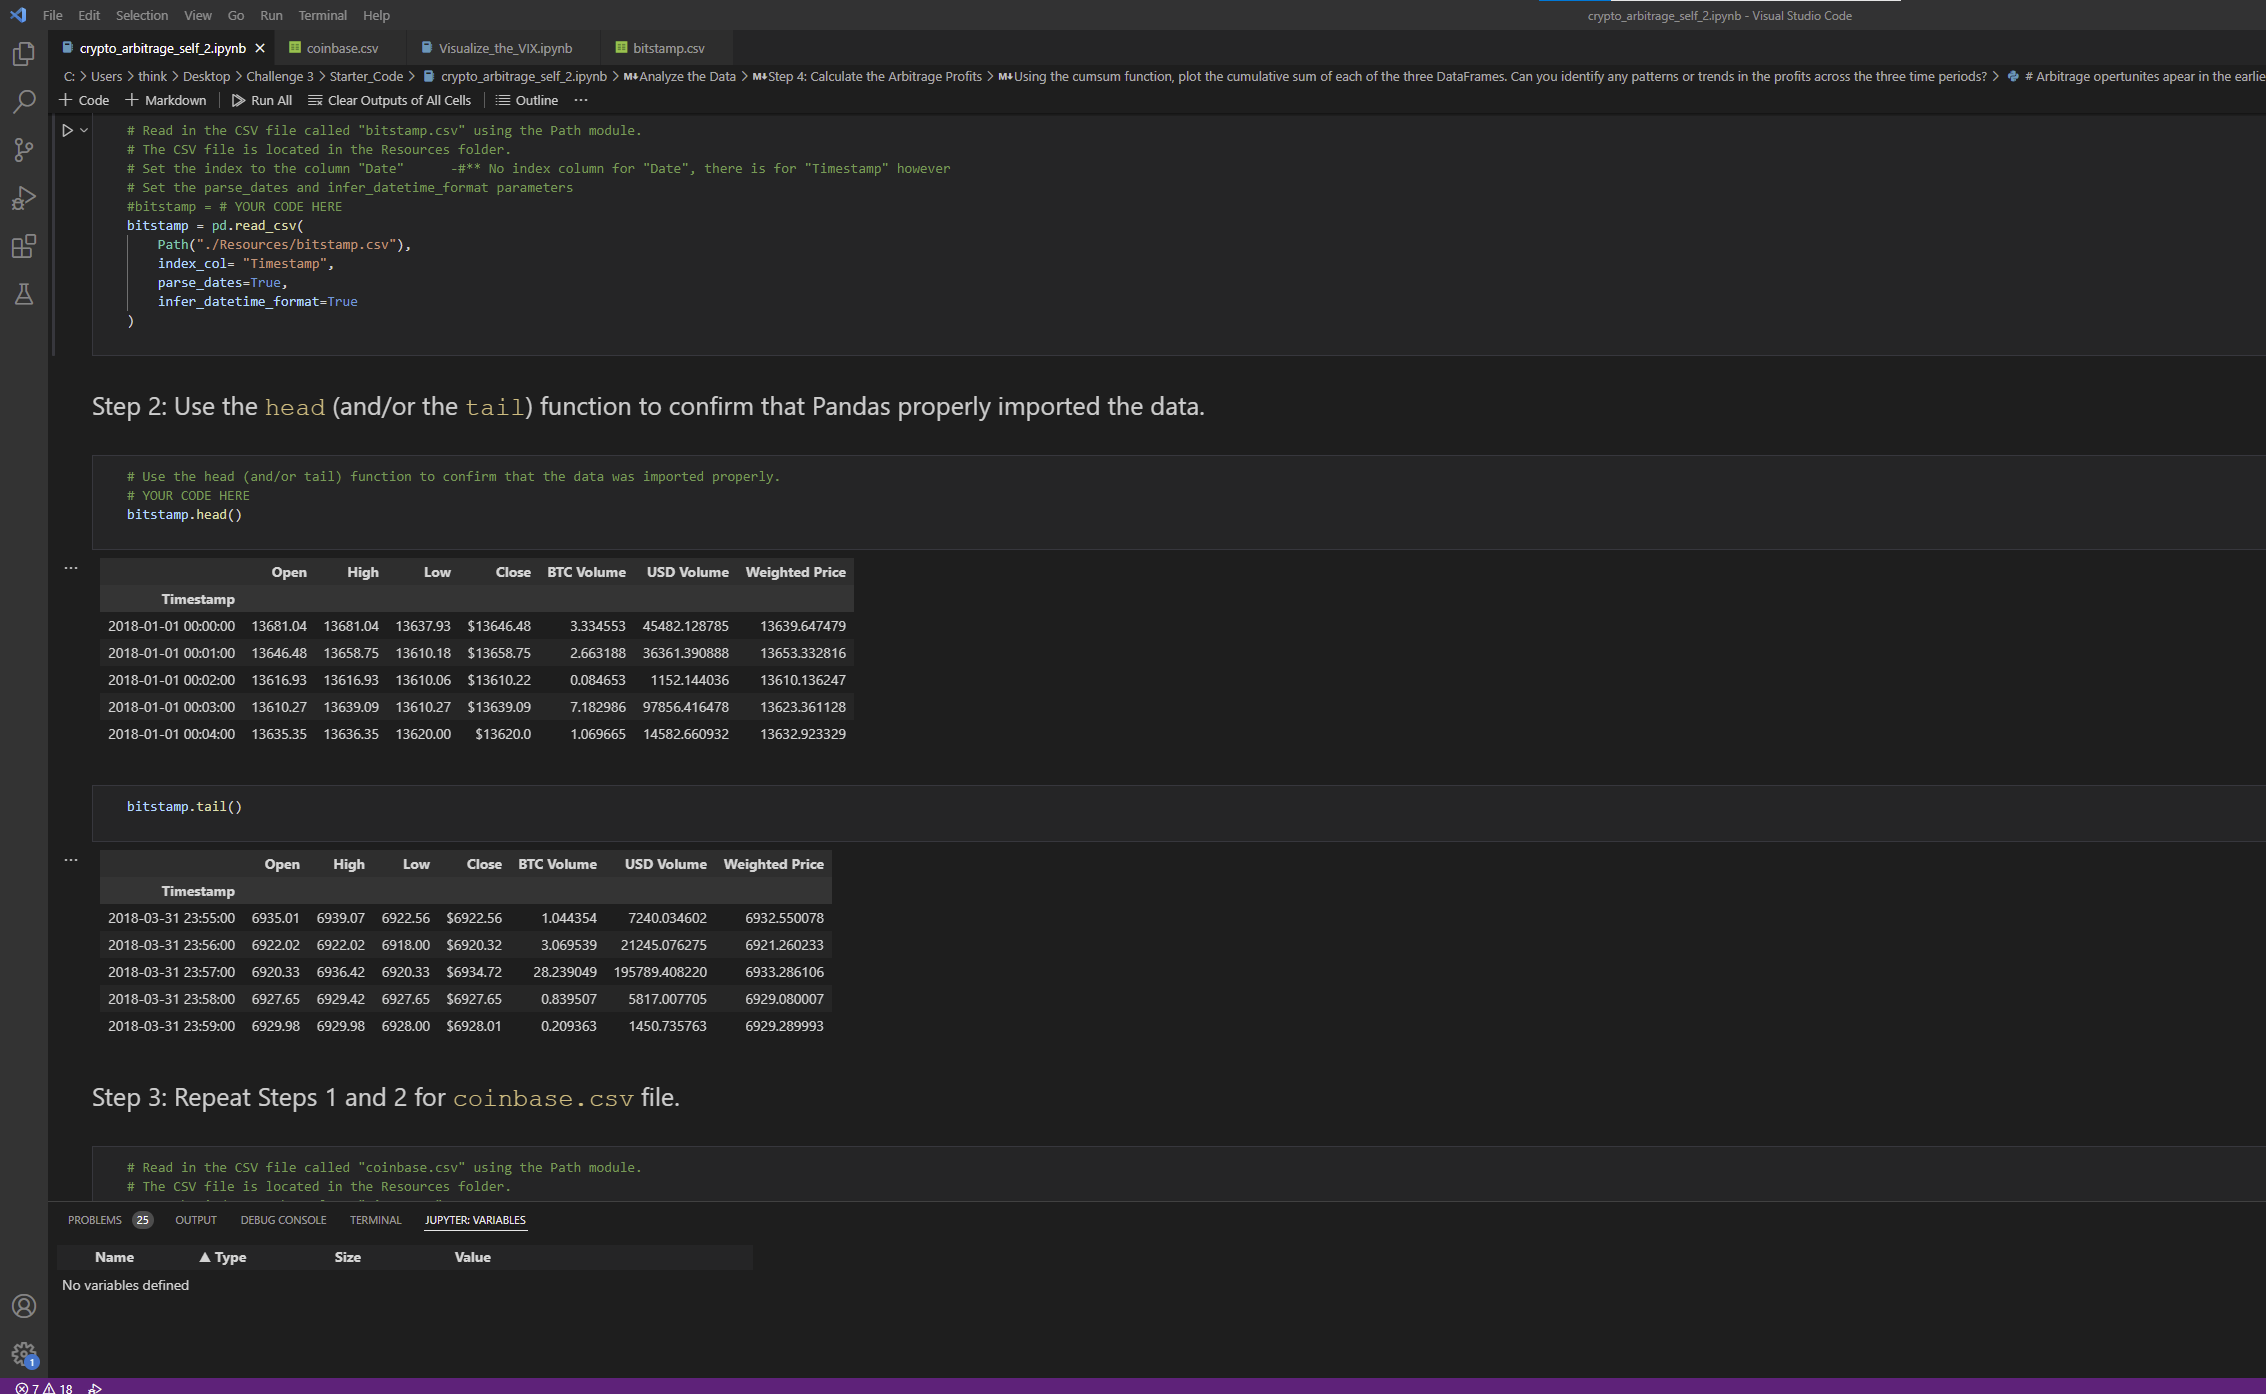 File Edit Selection View Go Run Terminal Help
crypto_arbitrage_self_2.ipynb - Visual Studio Code
crypto_arbitrage_self_2.ipynb coinbase.csv Visualize_the_VIX.ipynb bitstamp.csv
C: > Users > think > Desktop > Challenge 3 > Starter_Code > crypto_arbitrage_self_2.ipynb > M↓Analyze the Data > M↓Step 4: Calculate the Arbitrage Profits > M↓Using the cumsum function, plot the cumulative sum of each of the three DataFrames. Can you identify any patterns or trends in the profits across the three time periods? > # Arbitrage opertunites apear in the earlie
+ Code + Markdown Run All Clear Outputs of All Cells Outline ...
# Read in the CSV file called "bitstamp.csv" using the Path module.
# The CSV file is located in the Resources folder.
# Set the index to the column "Date"      -#** No index column for "Date", there is for "Timestamp" however
# Set the parse_dates and infer_datetime_format parameters
#bitstamp = # YOUR CODE HERE
bitstamp = pd.read_csv(
    Path("./Resources/bitstamp.csv"),
    index_col= "Timestamp",
    parse_dates=True,
    infer_datetime_format=True
)
Step 2: Use the head (and/or the tail) function to confirm that Pandas properly imported the data.
# Use the head (and/or tail) function to confirm that the data was imported properly.
# YOUR CODE HERE
bitstamp.head()
...
Open High Low Close BTC Volume USD Volume Weighted Price
Timestamp
2018-01-01 00:00:00 13681.04 13681.04 13637.93 $13646.48 3.334553 45482.128785 13639.647479
2018-01-01 00:01:00 13646.48 13658.75 13610.18 $13658.75 2.663188 36361.390888 13653.332816
2018-01-01 00:02:00 13616.93 13616.93 13610.06 $13610.22 0.084653 1152.144036 13610.136247
2018-01-01 00:03:00 13610.27 13639.09 13610.27 $13639.09 7.182986 97856.416478 13623.361128
2018-01-01 00:04:00 13635.35 13636.35 13620.00 $13620.0 1.069665 14582.660932 13632.923329
bitstamp.tail()
...
Open High Low Close BTC Volume USD Volume Weighted Price
Timestamp
2018-03-31 23:55:00 6935.01 6939.07 6922.56 $6922.56 1.044354 7240.034602 6932.550078
2018-03-31 23:56:00 6922.02 6922.02 6918.00 $6920.32 3.069539 21245.076275 6921.260233
2018-03-31 23:57:00 6920.33 6936.42 6920.33 $6934.72 28.239049 195789.408220 6933.286106
2018-03-31 23:58:00 6927.65 6929.42 6927.65 $6927.65 0.839507 5817.007705 6929.080007
2018-03-31 23:59:00 6929.98 6929.98 6928.00 $6928.01 0.209363 1450.735763 6929.289993
Step 3: Repeat Steps 1 and 2 for coinbase.csv file.
# Read in the CSV file called "coinbase.csv" using the Path module.
# The CSV file is located in the Resources folder.
PROBLEMS 25 OUTPUT DEBUG CONSOLE TERMINAL JUPYTER: VARIABLES
Name ▲ Type Size Value
No variables defined
1
7 18